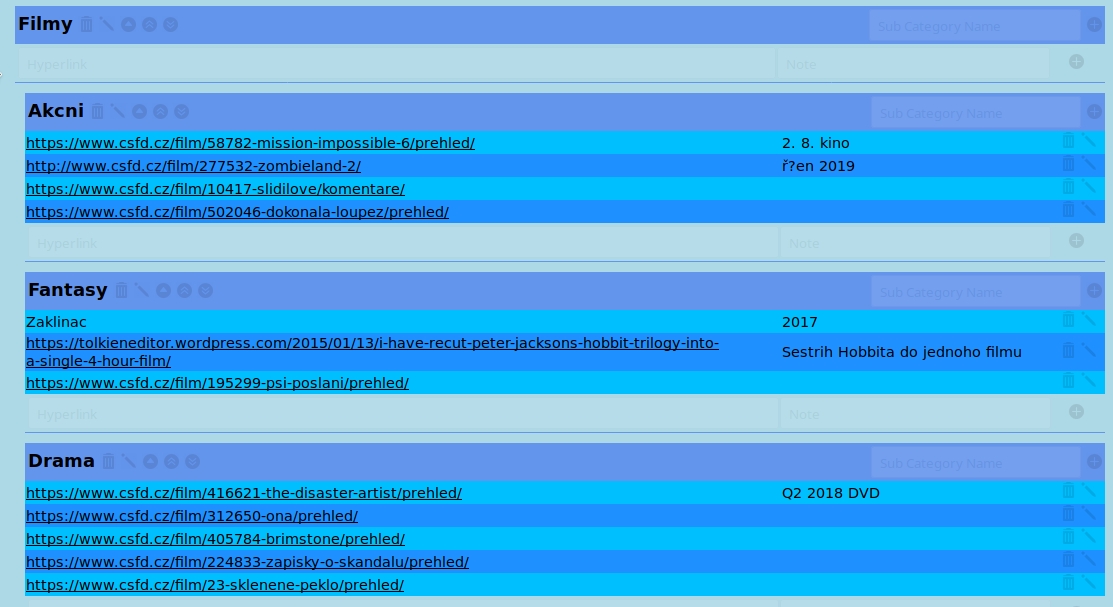 Filmy
Sub Category Name
Hyperlink
Note
Akcni
Sub Category Name
https://www.csfd.cz/film/58782-mission-impossible-6/prehled/
2. 8. kino
http://www.csfd.cz/film/277532-zombieland-2/
ř?en 2019
https://www.csfd.cz/film/10417-slidilove/komentare/
https://www.csfd.cz/film/502046-dokonala-loupez/prehled/
Hyperlink
Note
Fantasy
Sub Category Name
Zaklinac
2017
https://tolkieneditor.wordpress.com/2015/01/13/i-have-recut-peter-jacksons-hobbit-trilogy-into-
a-single-4-hour-film/
Sestrih Hobbita do jednoho filmu
https://www.csfd.cz/film/195299-psi-poslani/prehled/
Hyperlink
Note
Drama
Sub Category Name
https://www.csfd.cz/film/416621-the-disaster-artist/prehled/
Q2 2018 DVD
https://www.csfd.cz/film/312650-ona/prehled/
https://www.csfd.cz/film/405784-brimstone/prehled/
https://www.csfd.cz/film/224833-zapisky-o-skandalu/prehled/
https://www.csfd.cz/film/23-sklenene-peklo/prehled/